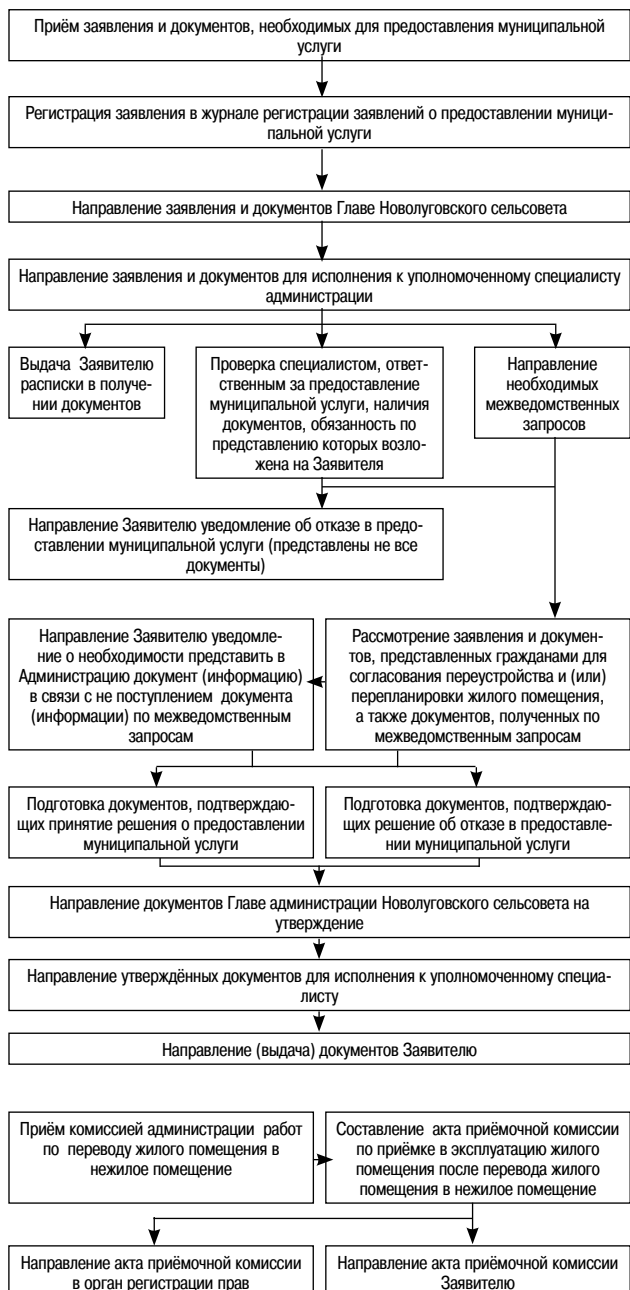 Приём заявления и документов, необходимых для предоставления муниципальной
услуги
Регистрация заявления в журнале регистрации заявлений о предоставлении муници-
пальной услуги
Направление заявления и документов Главе Новолуговского сельсовета
Направление заявления и документов для исполнения к уполномоченному специалисту
администрации
Выдача Заявителю
расписки в получе-
нии документов
Проверка специалистом, ответ-
ственным за предоставление
муниципальной услуги, наличия
документов, обязанность по
представлению которых возло-
жена на Заявителя
Направление
необходимых
межведомственных
запросов
Направление Заявителю уведомление об отказе в предо-
ставлении муниципальной услуги (представлены не все
документы)
Направление Заявителю уведомле-
ние о необходимости представить в
Администрацию документ (информацию)
в связи с не поступлением документа
(информации) по межведомственным
запросам
Рассмотрение заявления и докумен-
тов, представленных гражданами для
согласования переустройства и (или)
перепланировки жилого помещения,
а также документов, полученных по
межведомственным запросам
Подготовка документов, подтверждаю-
щих принятие решения о предоставлении
муниципальной услуги
Подготовка документов, подтверждаю-
щих решение об отказе в предоставле-
нии муниципальной услуги
Направление документов Главе администрации Новолуговского сельсовета на
утверждение
Направление утверждённых документов для исполнения к уполномоченному специа-
листу
Направление (выдача) документов Заявителю
Приём комиссией администрации работ
по переводу жилого помещения в
нежилое помещение
Составление акта приёмочной комиссии
по приёмке в эксплуатацию жилого
помещения после перевода жилого
помещения в нежилое помещение
Направление акта приёмочной комиссии
в орган регистрации прав
Направление акта приёмочной комиссии
Заявителю